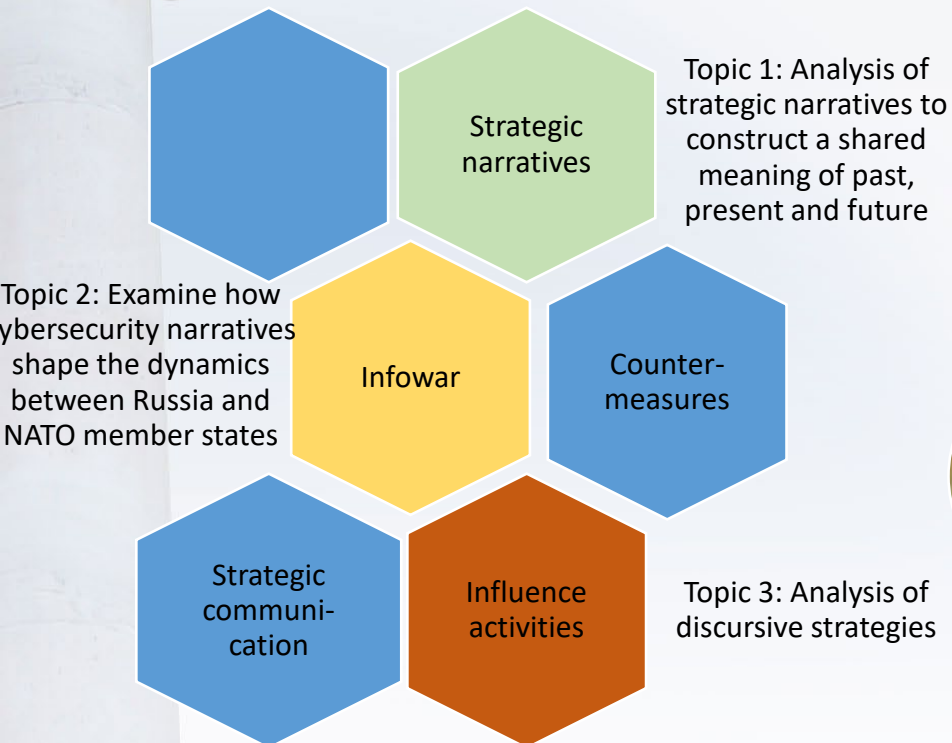 Strategic
narratives
Topic 1: Analysis of
strategic narratives to
construct a shared
meaning of past,
present and future
Topic 2: Examine how
ybersecurity narratives
shape the dynamics
between Russia and
NATO member states
Infowar
Counter-
measures
Strategic
communi-
cation
Influence
activities
Topic 3: Analysis of
discursive strategies